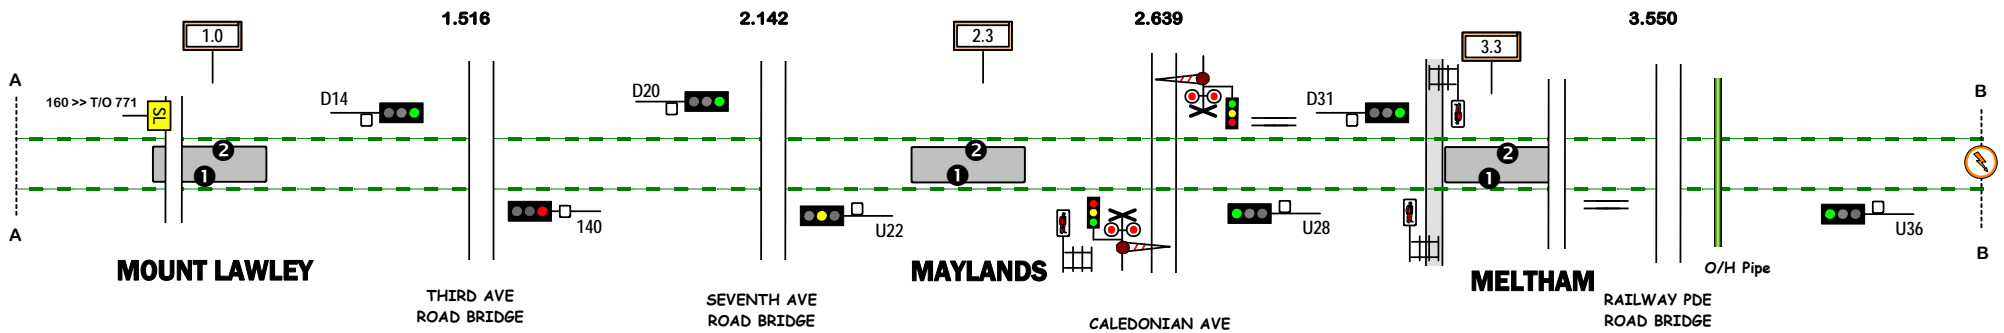 1.516
2.142
2.639
3.550
1.0
2.3
3.3
A
160 >> T/O 771
SL
D14
D20
D31
B
2
1
2
1
2
1
140
U22
U28
U36
A
B
MOUNT LAWLEY
MAYLANDS
MELTHAM
O/H Pipe
THIRD AVE
ROAD BRIDGE
SEVENTH AVE
ROAD BRIDGE
CALEDONIAN AVE
RAILWAY PDE
ROAD BRIDGE